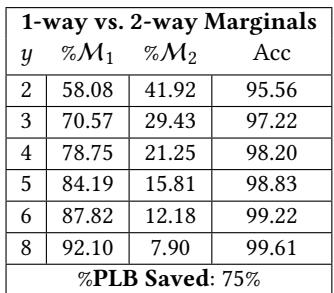 1-way vs. 2-way Marginals
y %M₁ %M₂ Acc
2 58.08 41.92 95.56
3 70.57 29.43 97.22
4 78.75 21.25 98.20
5 84.19 15.81 98.83
6 87.82 12.18 99.22
8 92.10 7.90 99.61
%PLB Saved: 75%